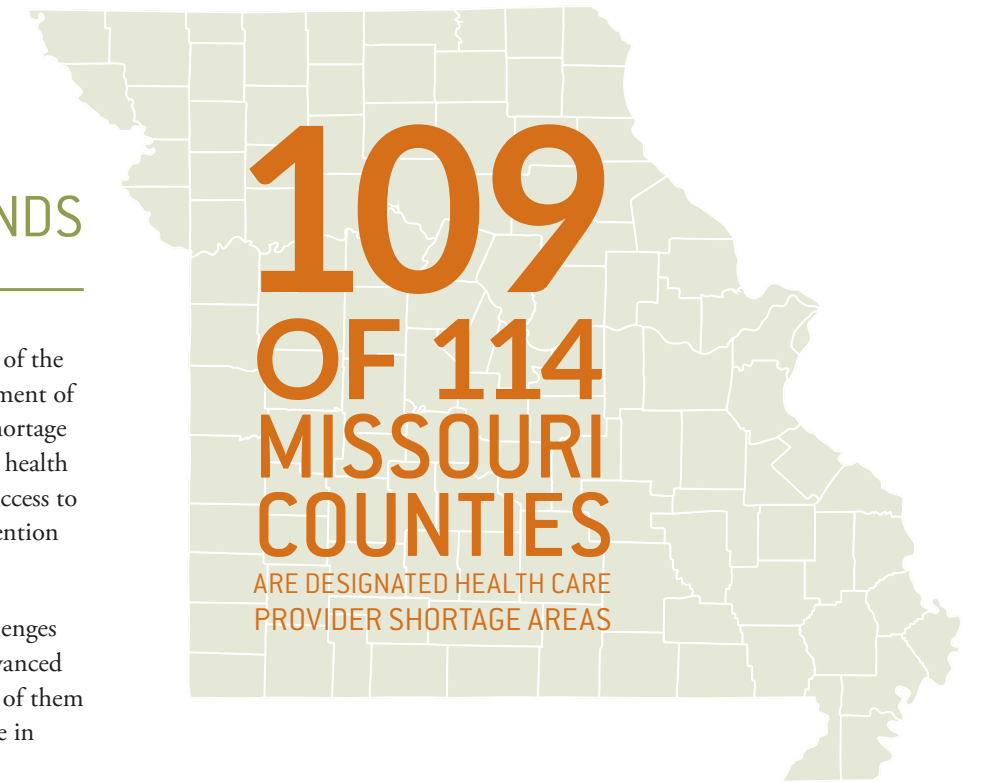 NDS
of the
ment of
hortage
health
ccess to
ention
enges
vanced
of them
e in
109
OF 114
MISSOURI
COUNTIES
ARE DESIGNATED HEALTH CARE
PROVIDER SHORTAGE AREAS